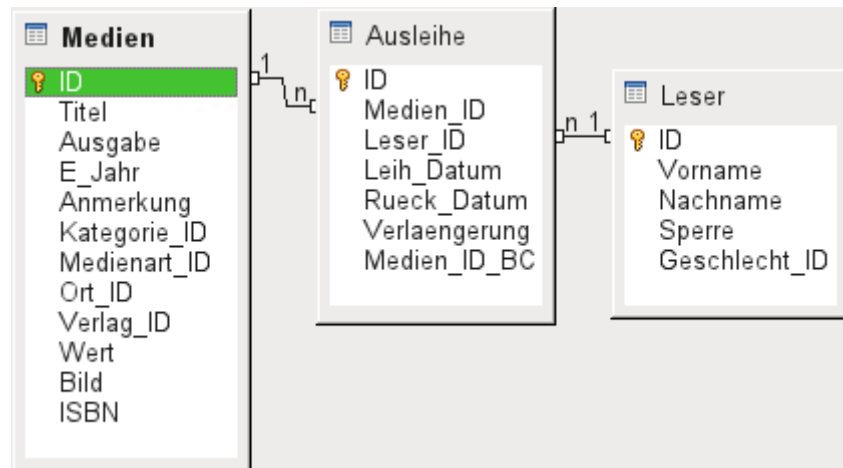 Medien
ID
Titel
Ausgabe
E_Jahr
Anmerkung
Kategorie_ID
Medienart_ID
Ort_ID
Verlag_ID
Wert
Bild
ISBN
1
n
Ausleihe
ID
Medien_ID
Leser_ID
Leih_Datum
Rueck_Datum
Verlaengerung
Medien_ID_BC
n 1
Leser
ID
Vorname
Nachname
Sperre
Geschlecht_ID